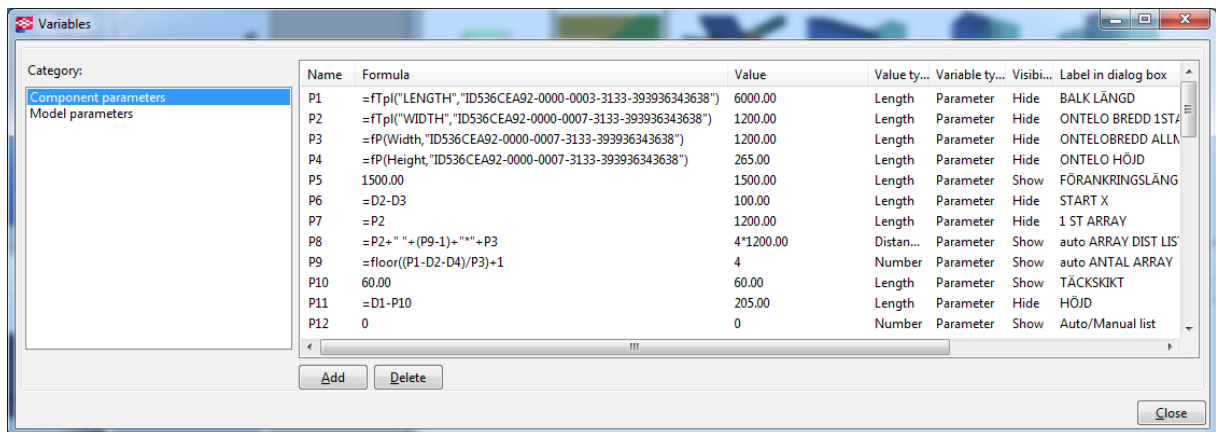 Variables
Category:
Component parameters
Model parameters
Name Formula Value Value ty... Variable ty... Visibi... Label in dialog box
P1 =fTpl("LENGTH","ID536CEA92-0000-0003-3133-393936343638") 6000.00 Length Parameter Hide BALK LÄNGD
P2 =fTpl("WIDTH","ID536CEA92-0000-0007-3133-393936343638") 1200.00 Length Parameter Hide ONTELO BREDD 1STA
P3 =fP(Width,"ID536CEA92-0000-0007-3133-393936343638") 1200.00 Length Parameter Hide ONTELOBREDD ALLN
P4 =fP(Height,"ID536CEA92-0000-0007-3133-393936343638") 265.00 Length Parameter Hide ONTELO HÖJD
P5 1500.00 1500.00 Length Parameter Show FÖRANKRINGSLÄNG
P6 =D2-D3 100.00 Length Parameter Hide START X
P7 =P2 1200.00 Length Parameter Hide 1 ST ARRAY
P8 =P2+" "+(P9-1)+"*"+P3 4*1200.00 Distan... Parameter Show auto ARRAY DIST LIST
P9 =floor((P1-D2-D4)/P3)+1 4 Number Parameter Show auto ANTAL ARRAY
P10 60.00 60.00 Length Parameter Show TÄCKSKIKT
P11 =D1-P10 205.00 Length Parameter Hide HÖJD
P12 0 0 Number Parameter Show Auto/Manual list
Add Delete
Close